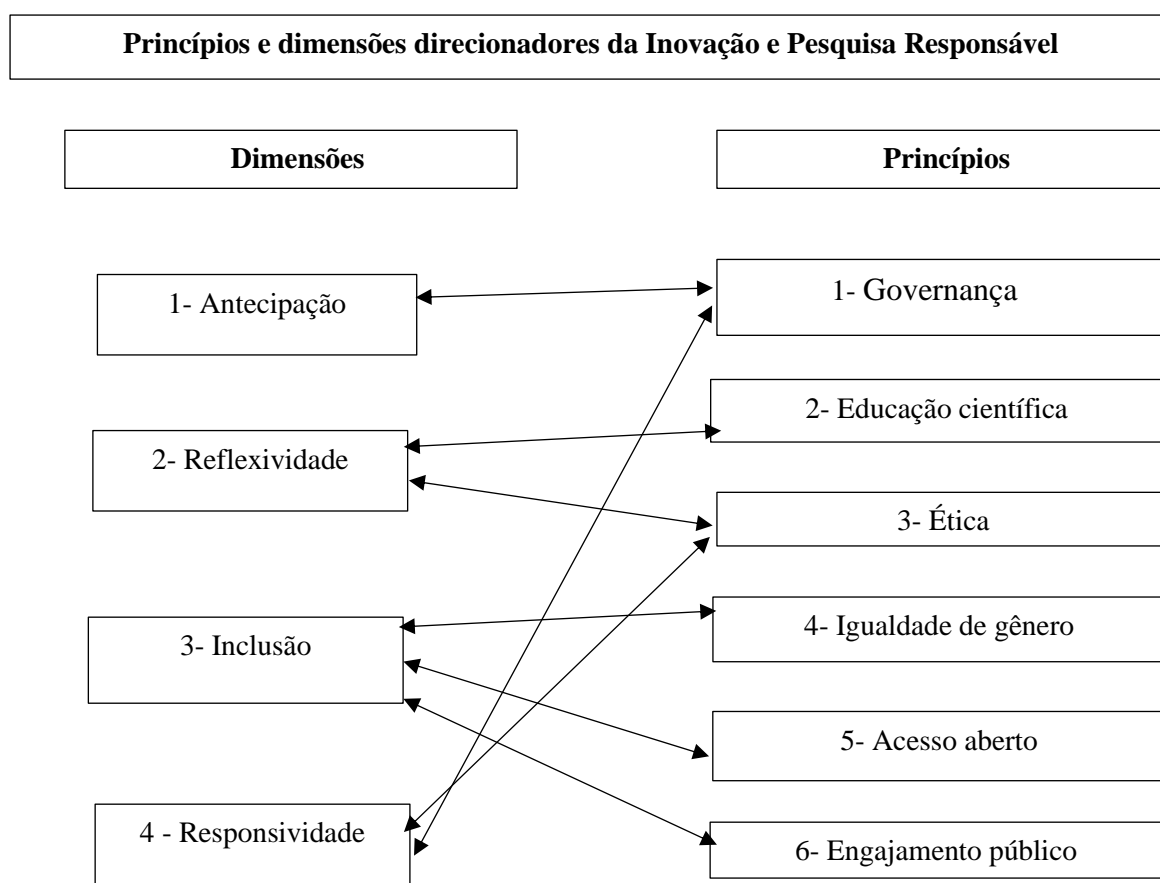 Princípios e dimensões direcionadores da Inovação e Pesquisa Responsável
Dimensões
Princípios
1- Antecipação
1- Governança
2- Educação científica
2- Reflexividade
3- Ética
3- Inclusão
4- Igualdade de gênero
5- Acesso aberto
4 - Responsividade
6- Engajamento público